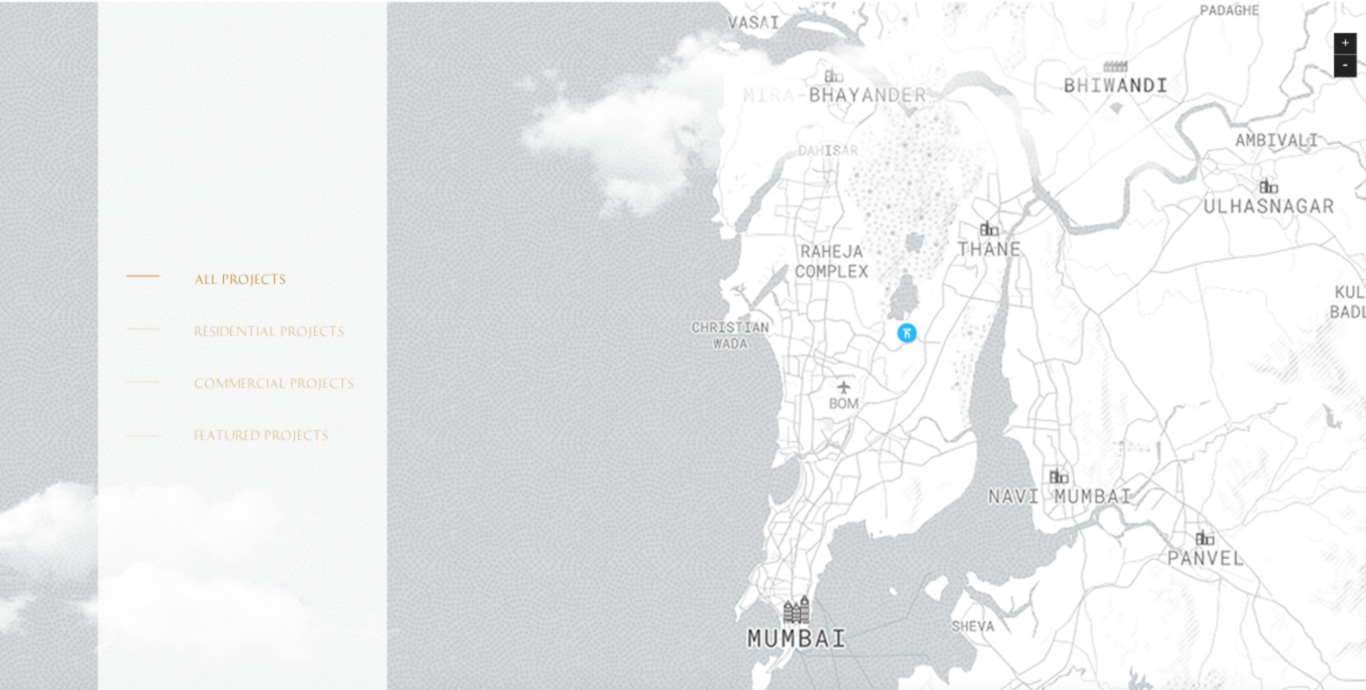 ALL PROJECTS
RESIDENTIAL PROJECTS
COMMERCIAL PROJECTS
FEATURED PROJECTS
VASAI
PADAGHE
+
-
MIRA-BHAYANDER
BHIWANDI
DAHISAR
AMBIVALI
ULHASNAGAR
RAHEJA
COMPLEX
THANE
KUL
BADL
CHRISTIAN
WADA
BOM
NAVI MUMBAI
PANVEL
MUMBAI
SHEVA